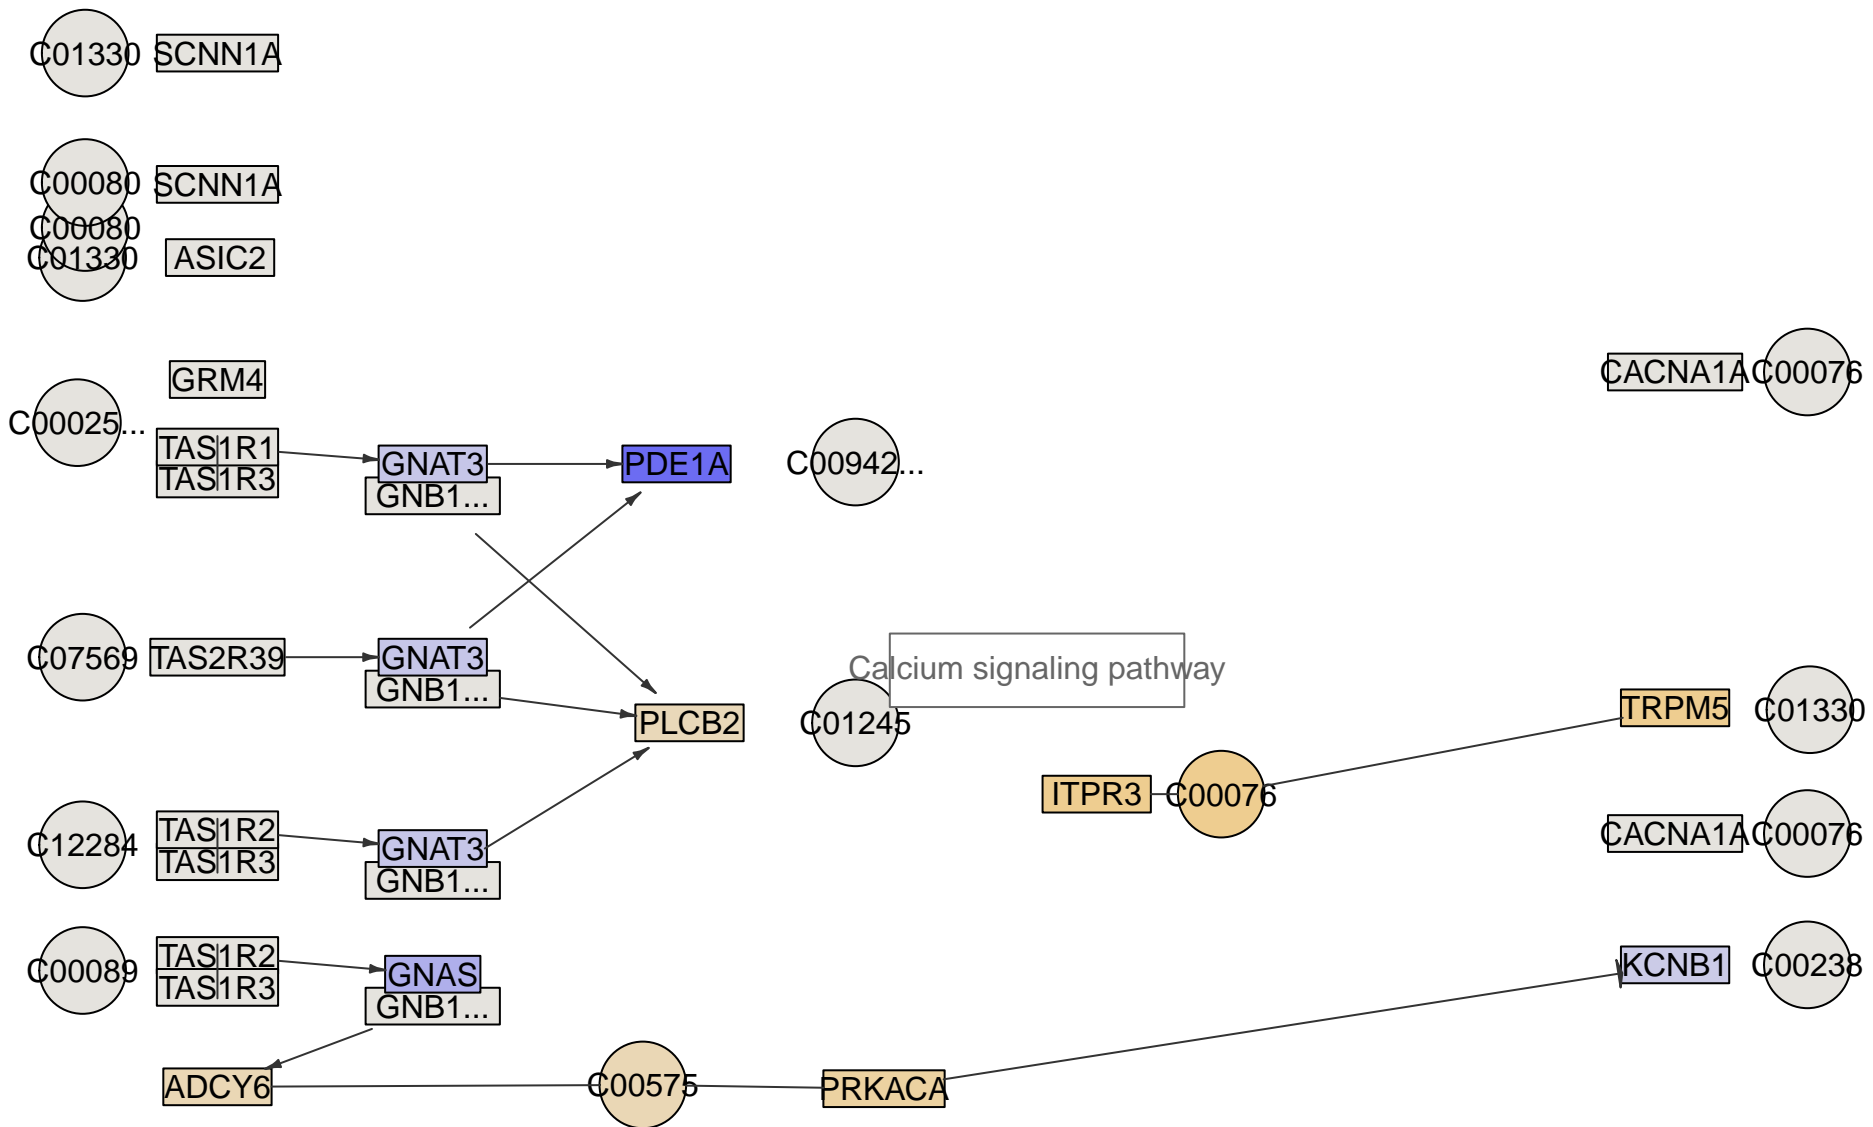 C01330 SCNN1A
C00080 SCNN1A
C00080
C01330 ASIC2
GRM4
CACNA1A C00076
C00025...
TAS1R1
GNAT3 PDE1A C00942...
TAS1R3
GNB1...
C07569 TAS2R39 GNAT3
Calcium signaling pathway
GNB1...
PLCB2 C01245
TRPM5 C01330
ITPR3 C00076
TAS1R2
CACNA1A C00076
C12284
GNAT3
TAS1R3
GNB1...
TAS1R2
KCNB1 C00238
C00089
GNAS
TAS1R3
GNB1...
ADCY6 C00575 PRKACA